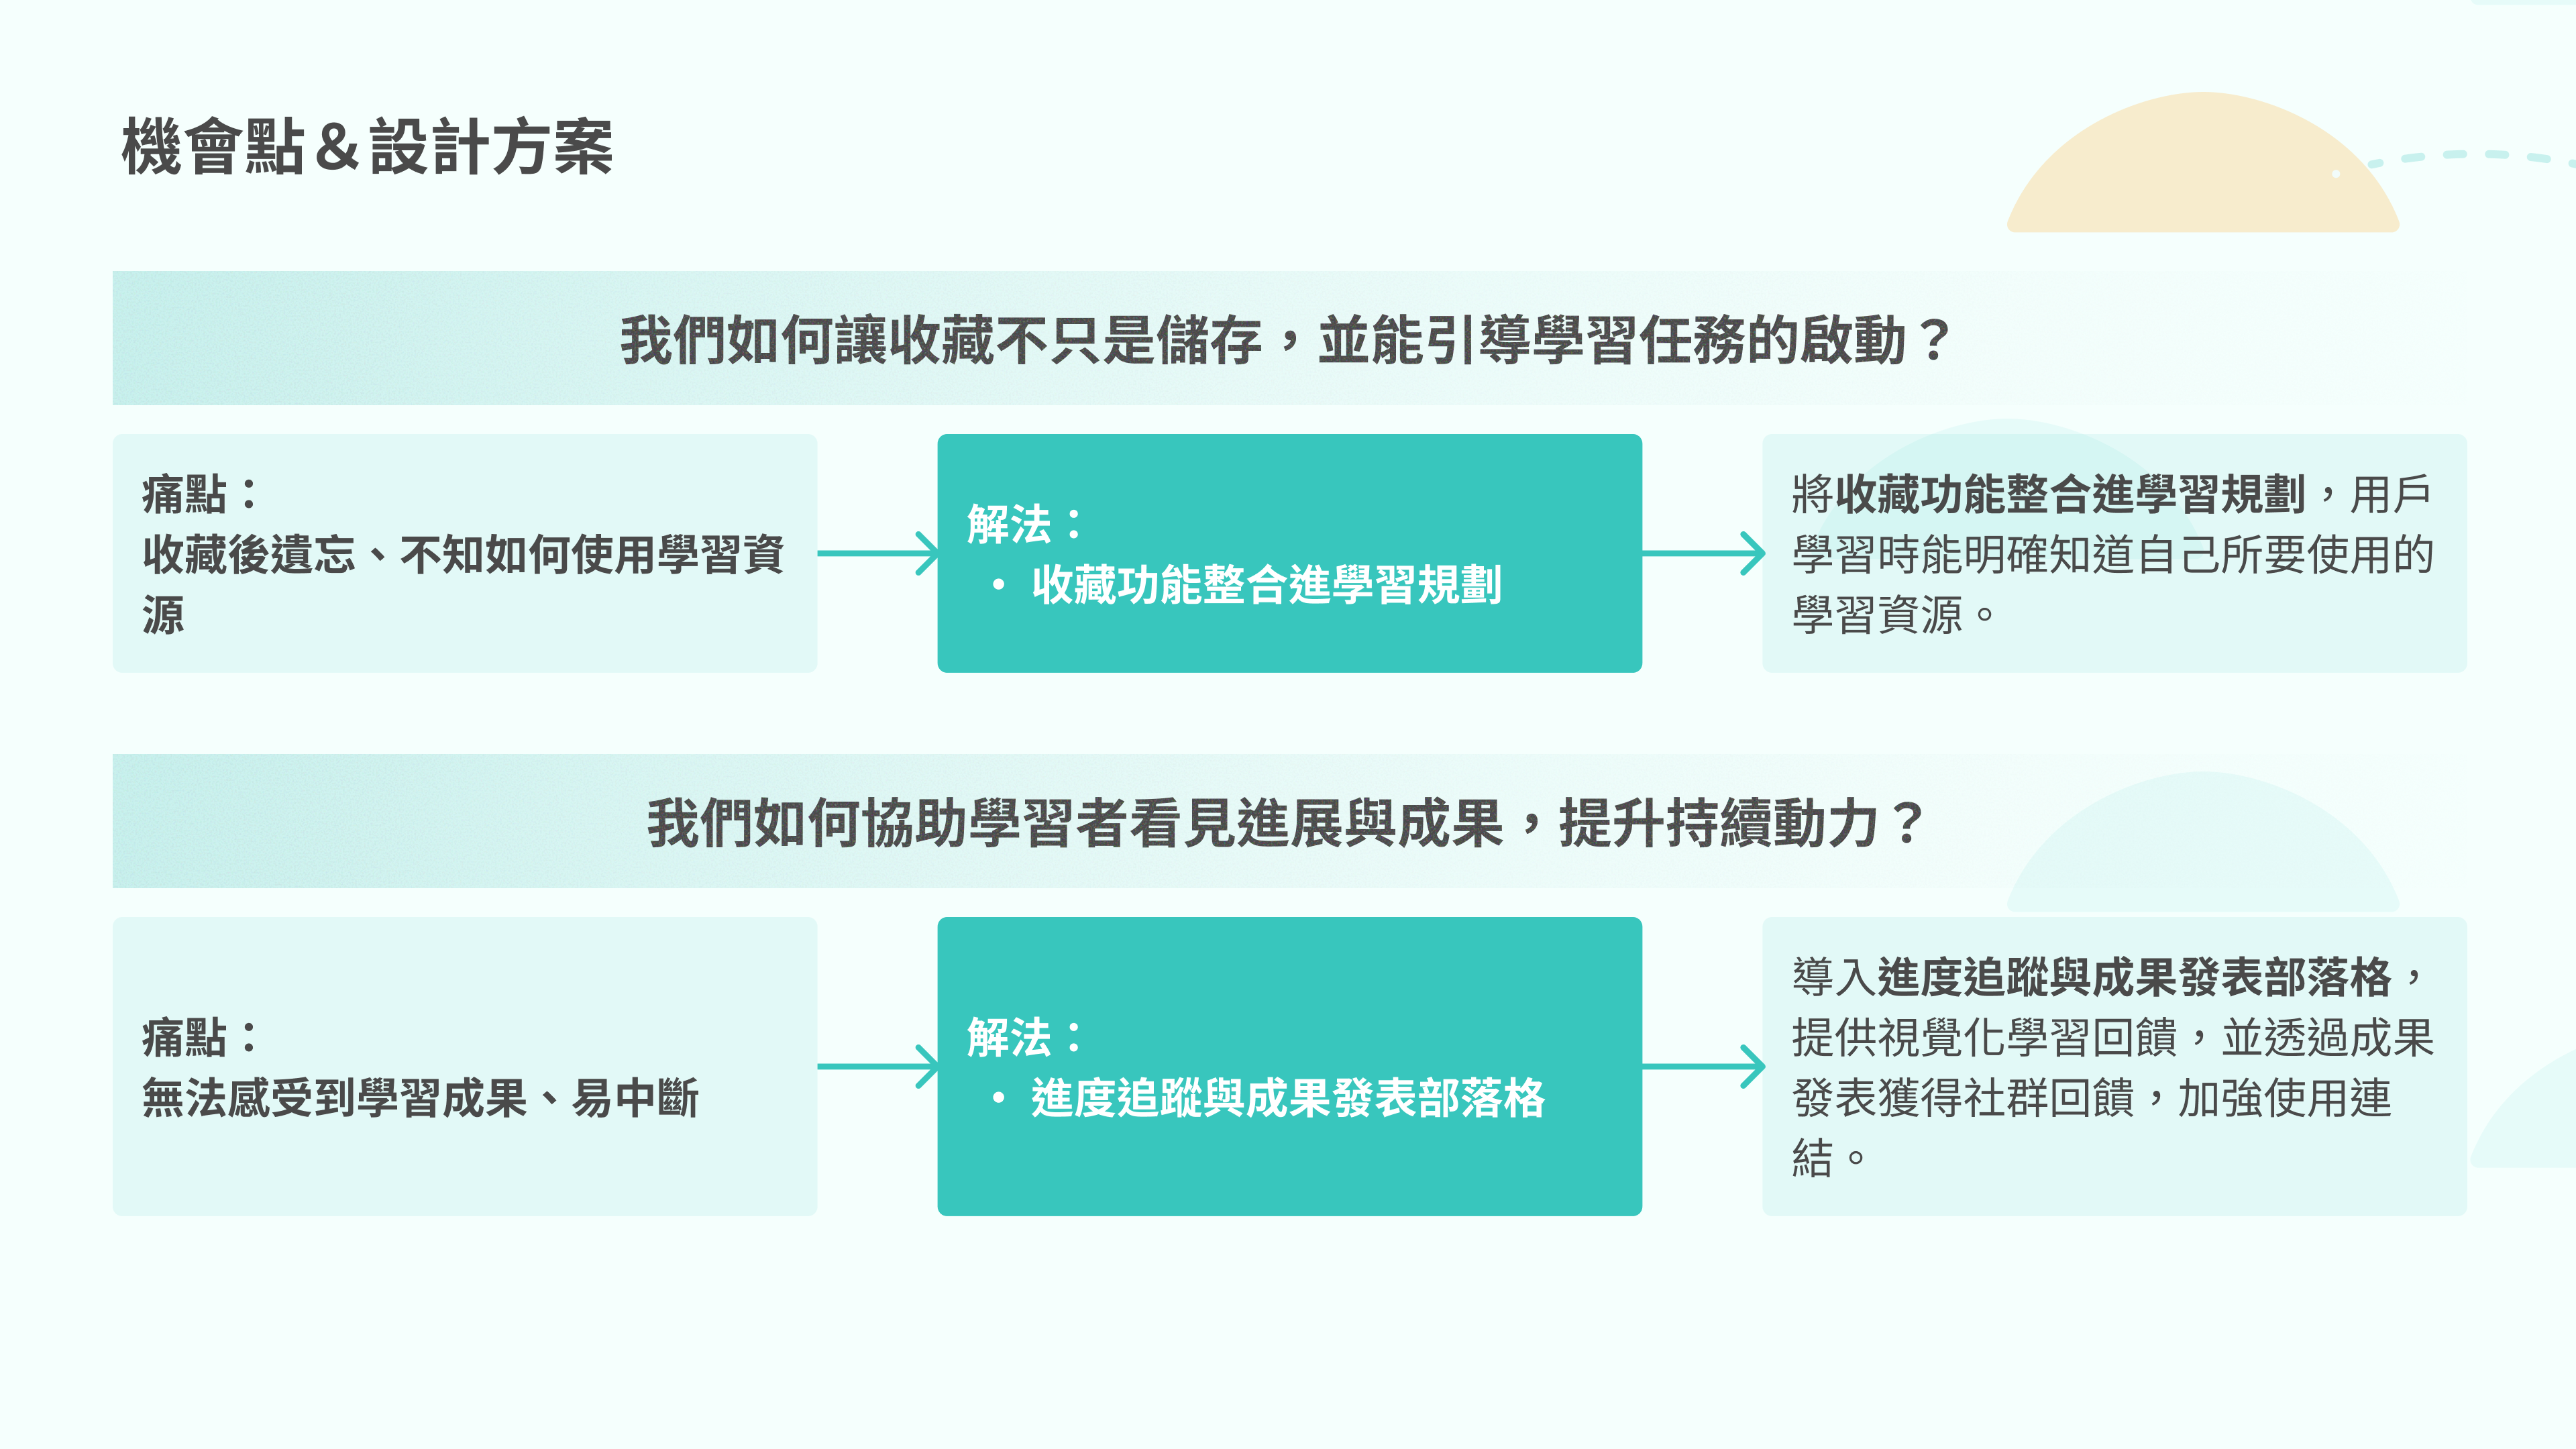 機會點＆設計方案
我們如何讓收藏不只是儲存，並能引導學習任務的啟動？
痛點：
收藏後遺忘、不知如何使用學習資
源
解法：
• 收藏功能整合進學習規劃
將收藏功能整合進學習規劃，用戶
學習時能明確知道自己所要使用的
學習資源。
我們如何協助學習者看見進展與成果，提升持續動力？
痛點：
無法感受到學習成果、易中斷
解法：
• 進度追蹤與成果發表部落格
導入進度追蹤與成果發表部落格，
提供視覺化學習回饋，並透過成果
發表獲得社群回饋，加強使用連
結。